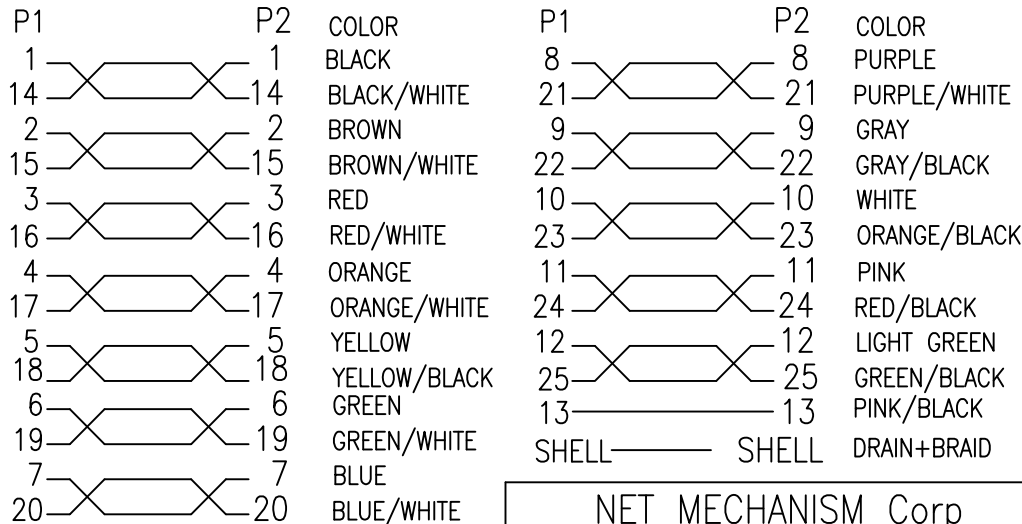 P1 P2 COLOR
1 1 BLACK
14 14 BLACK/WHITE
2 2 BROWN
15 15 BROWN/WHITE
3 3 RED
16 16 RED/WHITE
4 4 ORANGE
17 17 ORANGE/WHITE
5 5 YELLOW
18 18 YELLOW/BLACK
6 6 GREEN
19 19 GREEN/WHITE
7 7 BLUE
20 20 BLUE/WHITE
P1 P2 COLOR
8 8 PURPLE
21 21 PURPLE/WHITE
9 9 GRAY
22 22 GRAY/BLACK
10 10 WHITE
23 23 ORANGE/BLACK
11 11 PINK
24 24 RED/BLACK
12 12 LIGHT GREEN
25 25 GREEN/BLACK
13 13 PINK/BLACK
SHELL SHELL DRAIN+BRAID
NET MECHANISM Corp